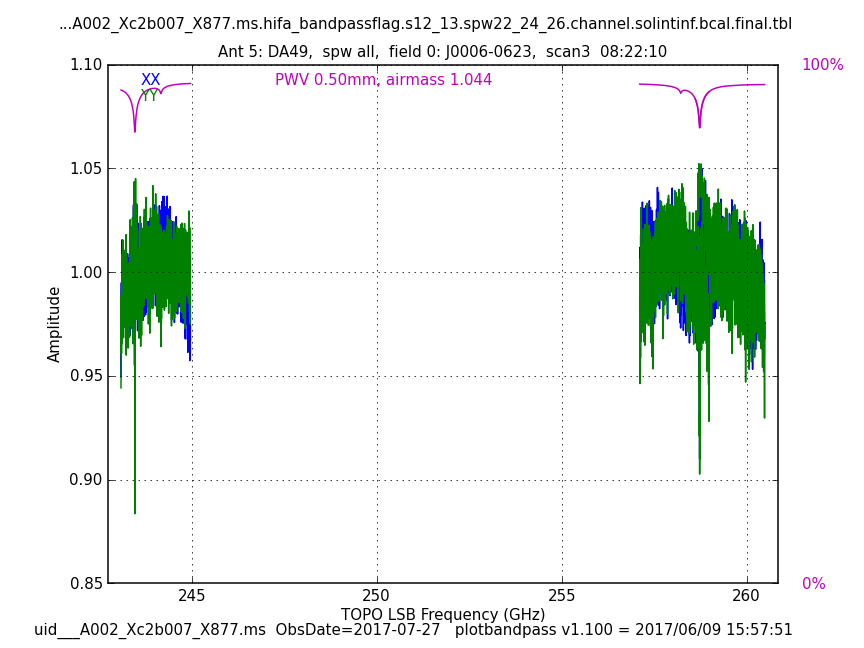 ...A002_Xc2b007_X877.ms.hifa_bandpassflag.s12_13.spw22_24_26.channel.solintinf.bcal.final.tbl
Ant 5: DA49,  spw all,  field 0: J0006-0623,  scan3  08:22:10
1.10
100%
XX
PWV 0.50mm, airmass 1.044
YY
1.05
1.00
Amplitude
0.95
0.90
0.85
0%
245
250
255
260
TOPO LSB Frequency (GHz)
uid___A002_Xc2b007_X877.ms  ObsDate=2017-07-27   plotbandpass v1.100 = 2017/06/09 15:57:51